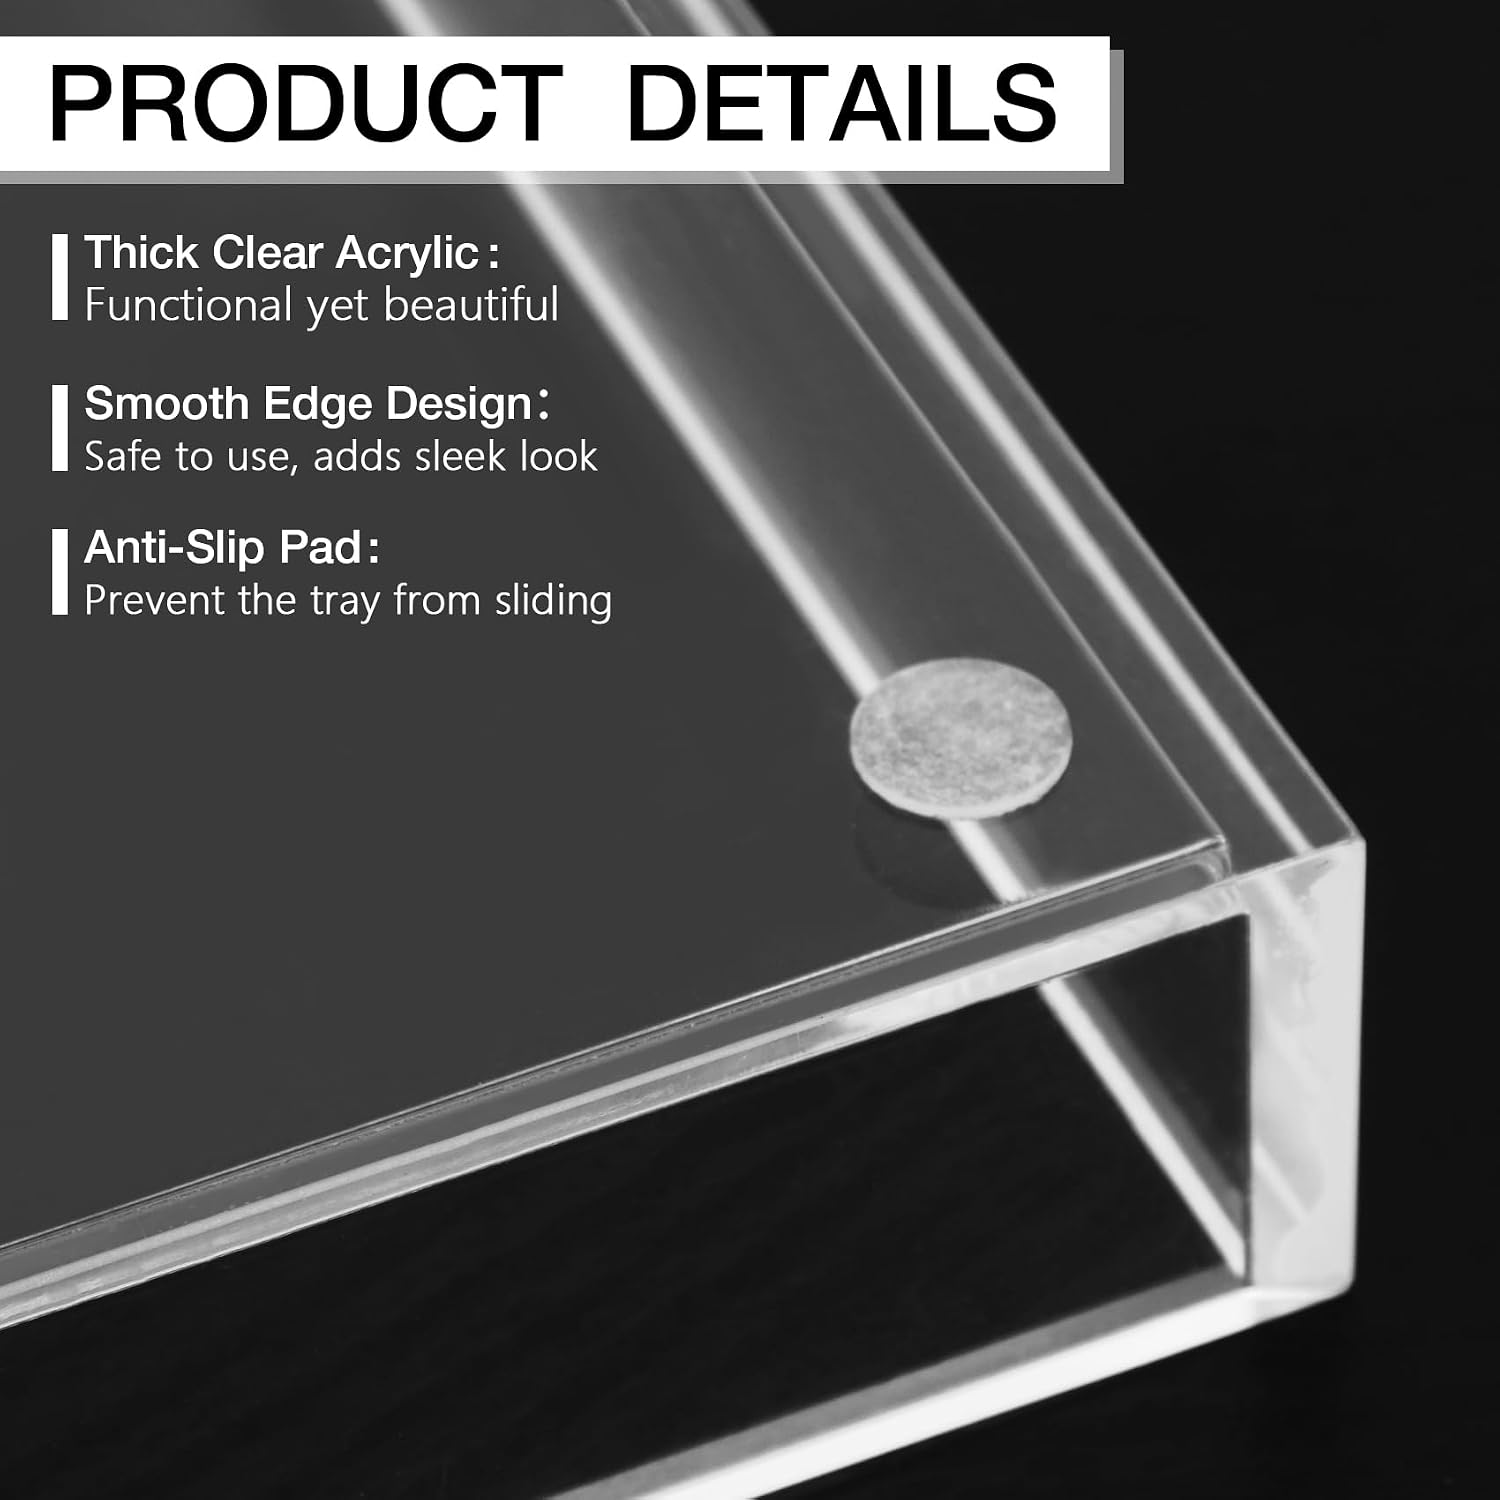 PRODUCT DETAILS
Thick Clear Acrylic:
Functional yet beautiful
Smooth Edge Design:
Safe to use, adds sleek look
Anti-Slip Pad:
Prevent the tray from sliding